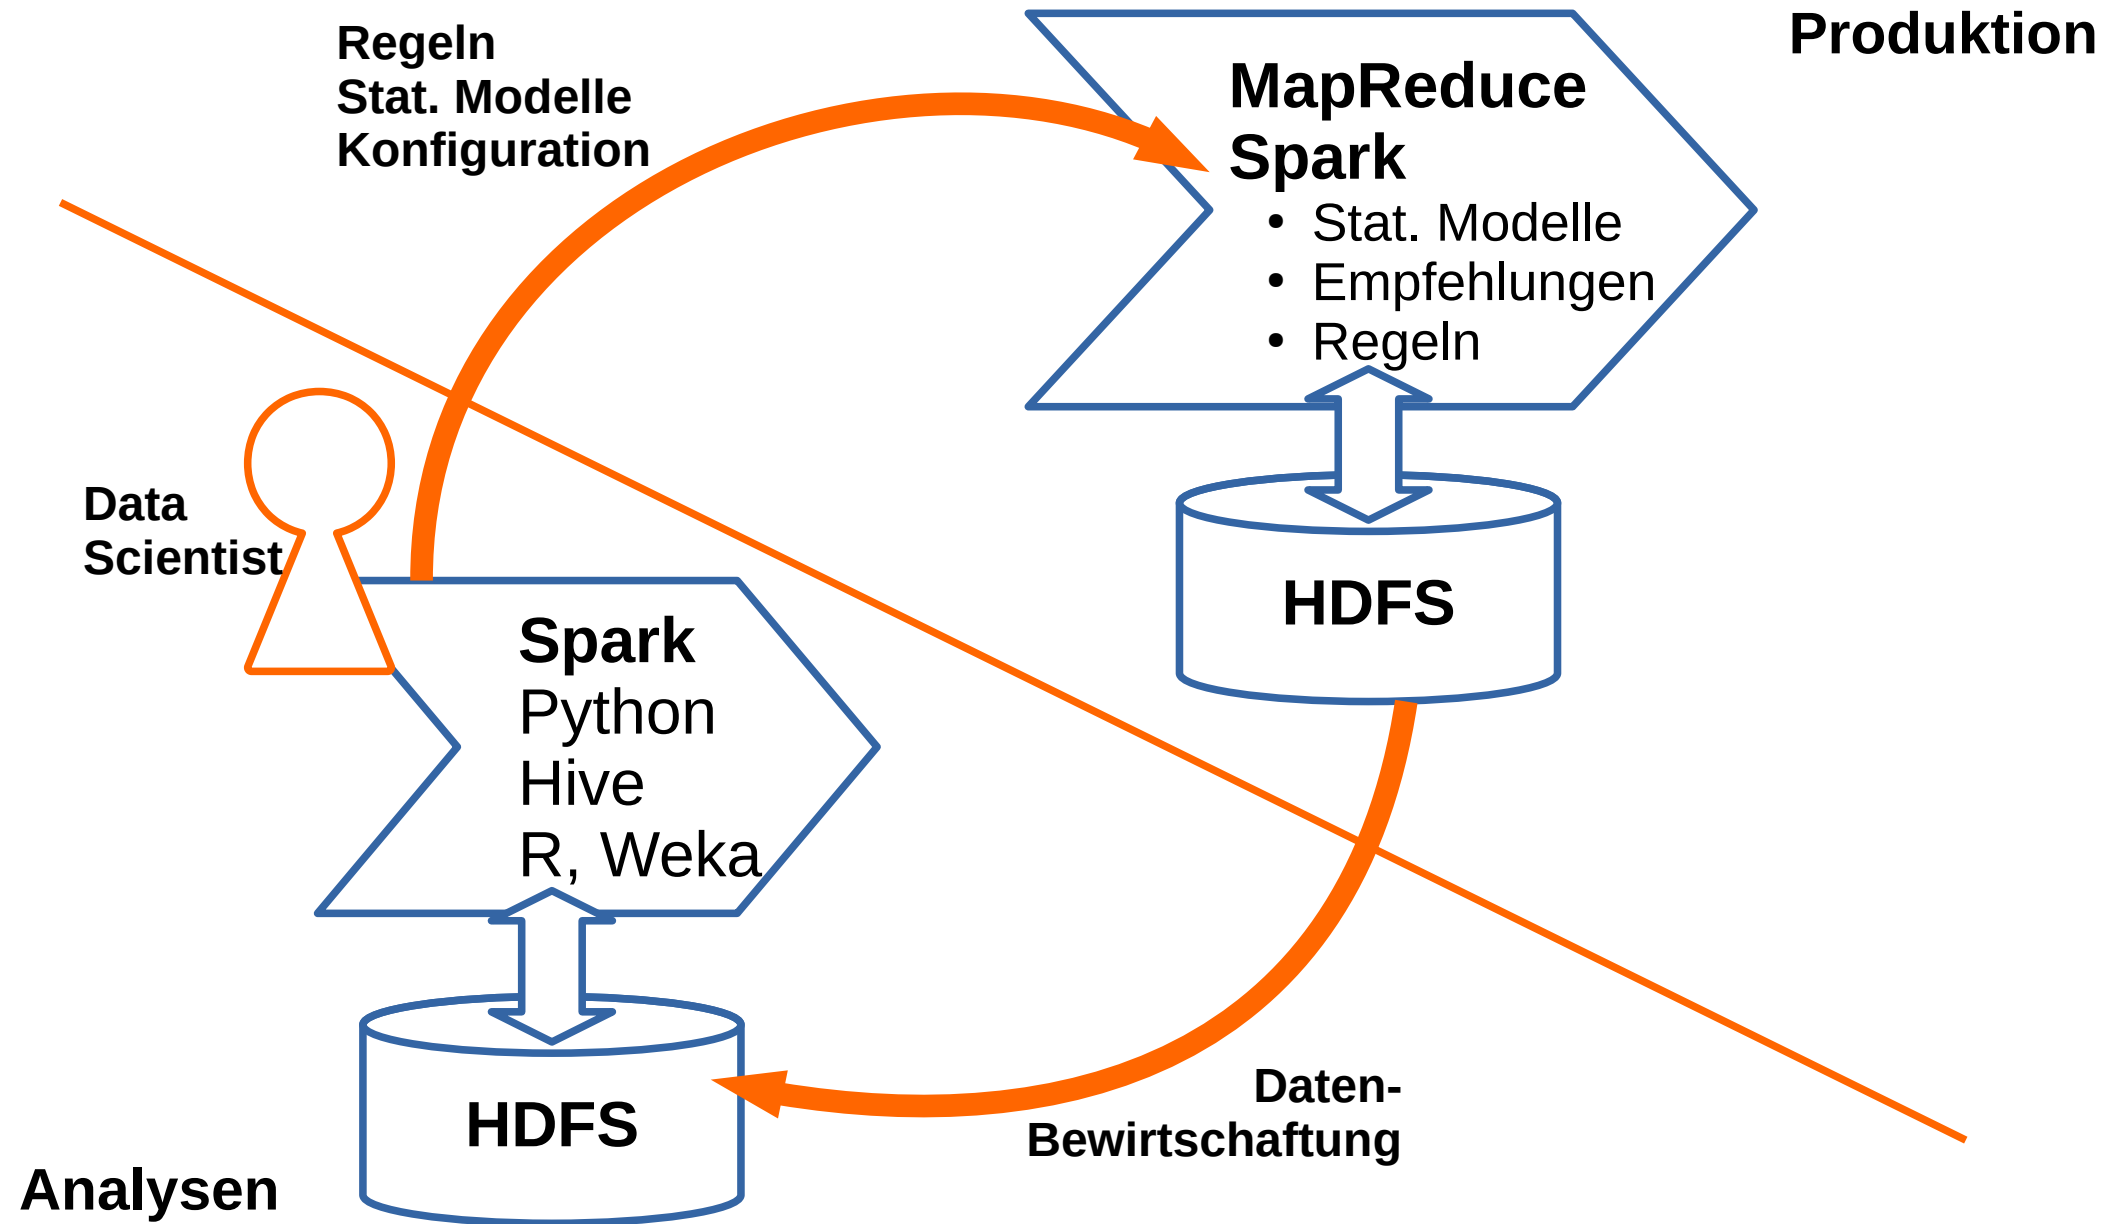 Produktion
Regeln
Stat. Modelle
Konfiguration
MapReduce
Spark
• Stat. Modelle
• Empfehlungen
• Regeln
HDFS
Data
Scientist
Spark
Python
Hive
R, Weka
HDFS
Daten-
Bewirtschaftung
Analysen